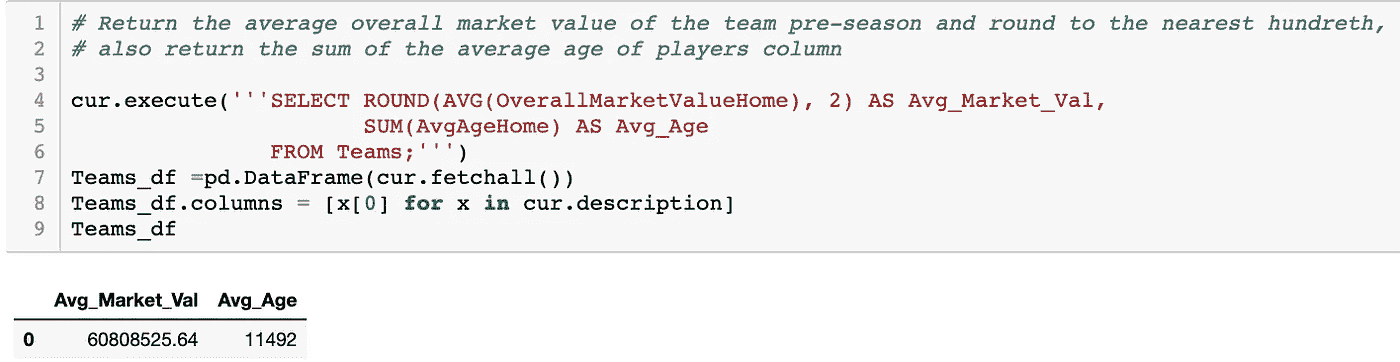 1 # Return the average overall market value of the team pre-season and round to the nearest hundreth,
2 # also return the sum of the average age of players column
3
4 cur.execute('''SELECT ROUND(AVG(OverallMarketValueHome), 2) AS Avg_Market_Val,
5 SUM(AvgAgeHome) AS Avg_Age
6 FROM Teams;''')
7 Teams_df =pd.DataFrame(cur.fetchall())
8 Teams_df.columns = [x[0] for x in cur.description]
9 Teams_df
Avg_Market_Val Avg_Age
0 60808525.64 11492